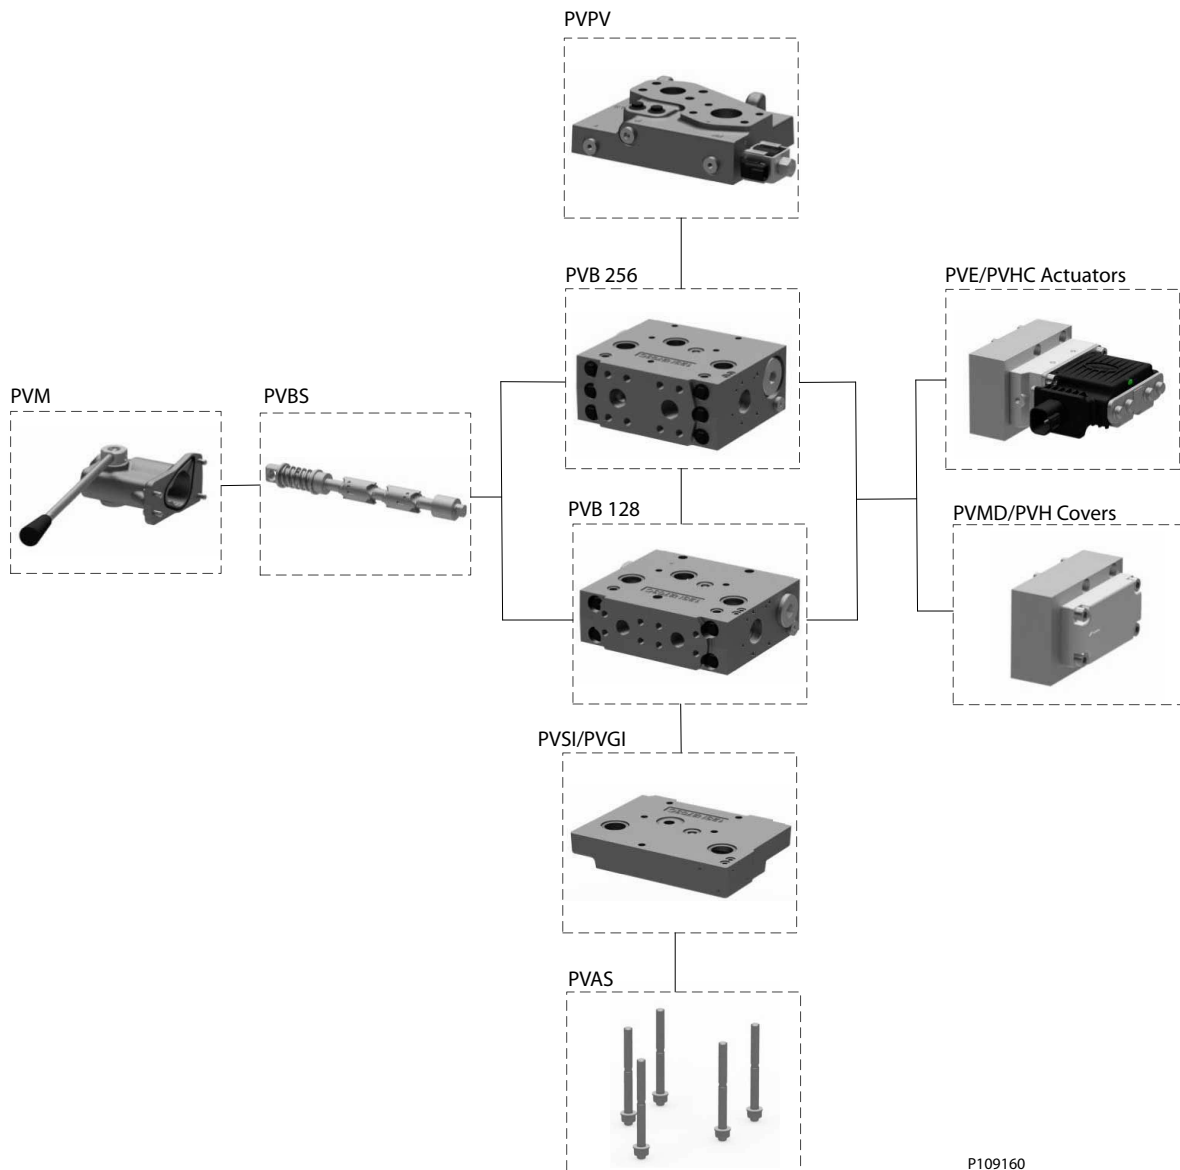 PVPV
PVB 256
PVE/PVHC Actuators
PVM
PVBS
PVB 128
PVMD/PVH Covers
PVSI/PVGI
PVAS
P109160